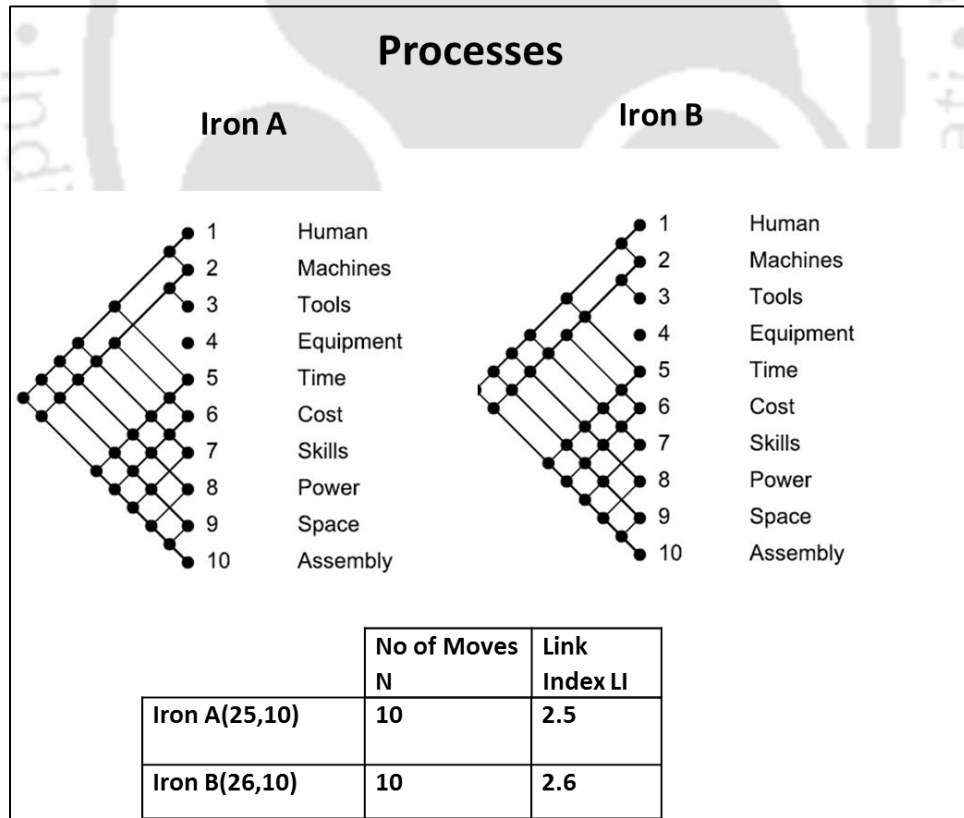 Processes
Iron A
Iron B
1 Human
2 Machines
3 Tools
4 Equipment
5 Time
6 Cost
7 Skills
8 Power
9 Space
10 Assembly
1 Human
2 Machines
3 Tools
4 Equipment
5 Time
6 Cost
7 Skills
8 Power
9 Space
10 Assembly
No of Moves N
Link Index LI
Iron A(25,10) 10 2.5
Iron B(26,10) 10 2.6